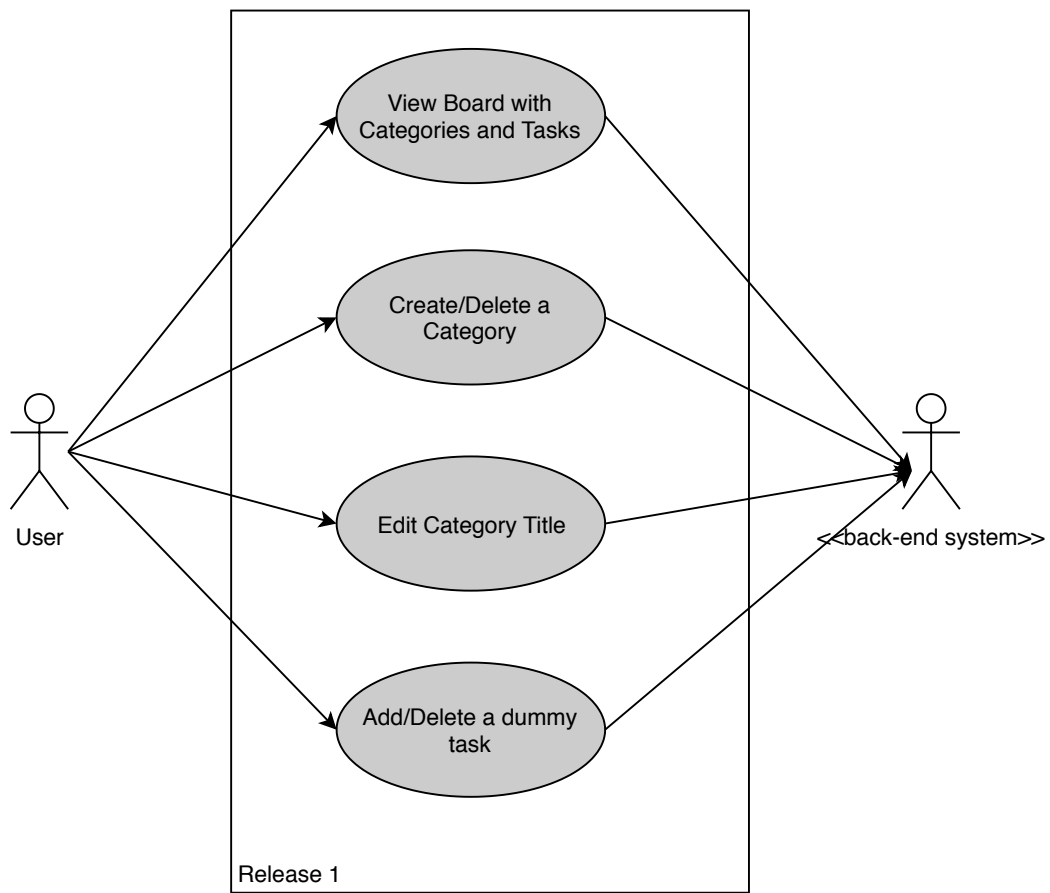 View Board with
Categories and Tasks
Create/Delete a
Category
Edit Category Title
User
<<back-end system>>
Add/Delete a dummy
task
Release 1